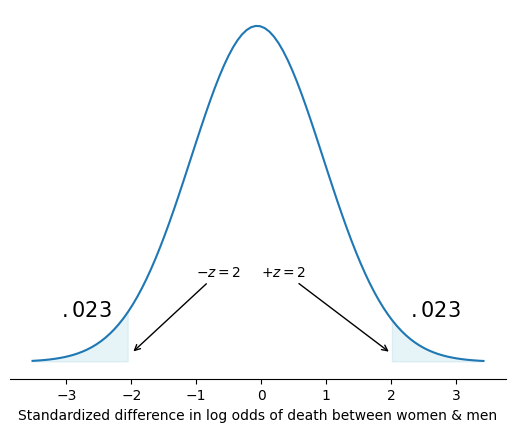 −z = 2 +z = 2
.023 .023
−3 −2 −1 0 1 2 3
Standardized difference in log odds of death between women & men